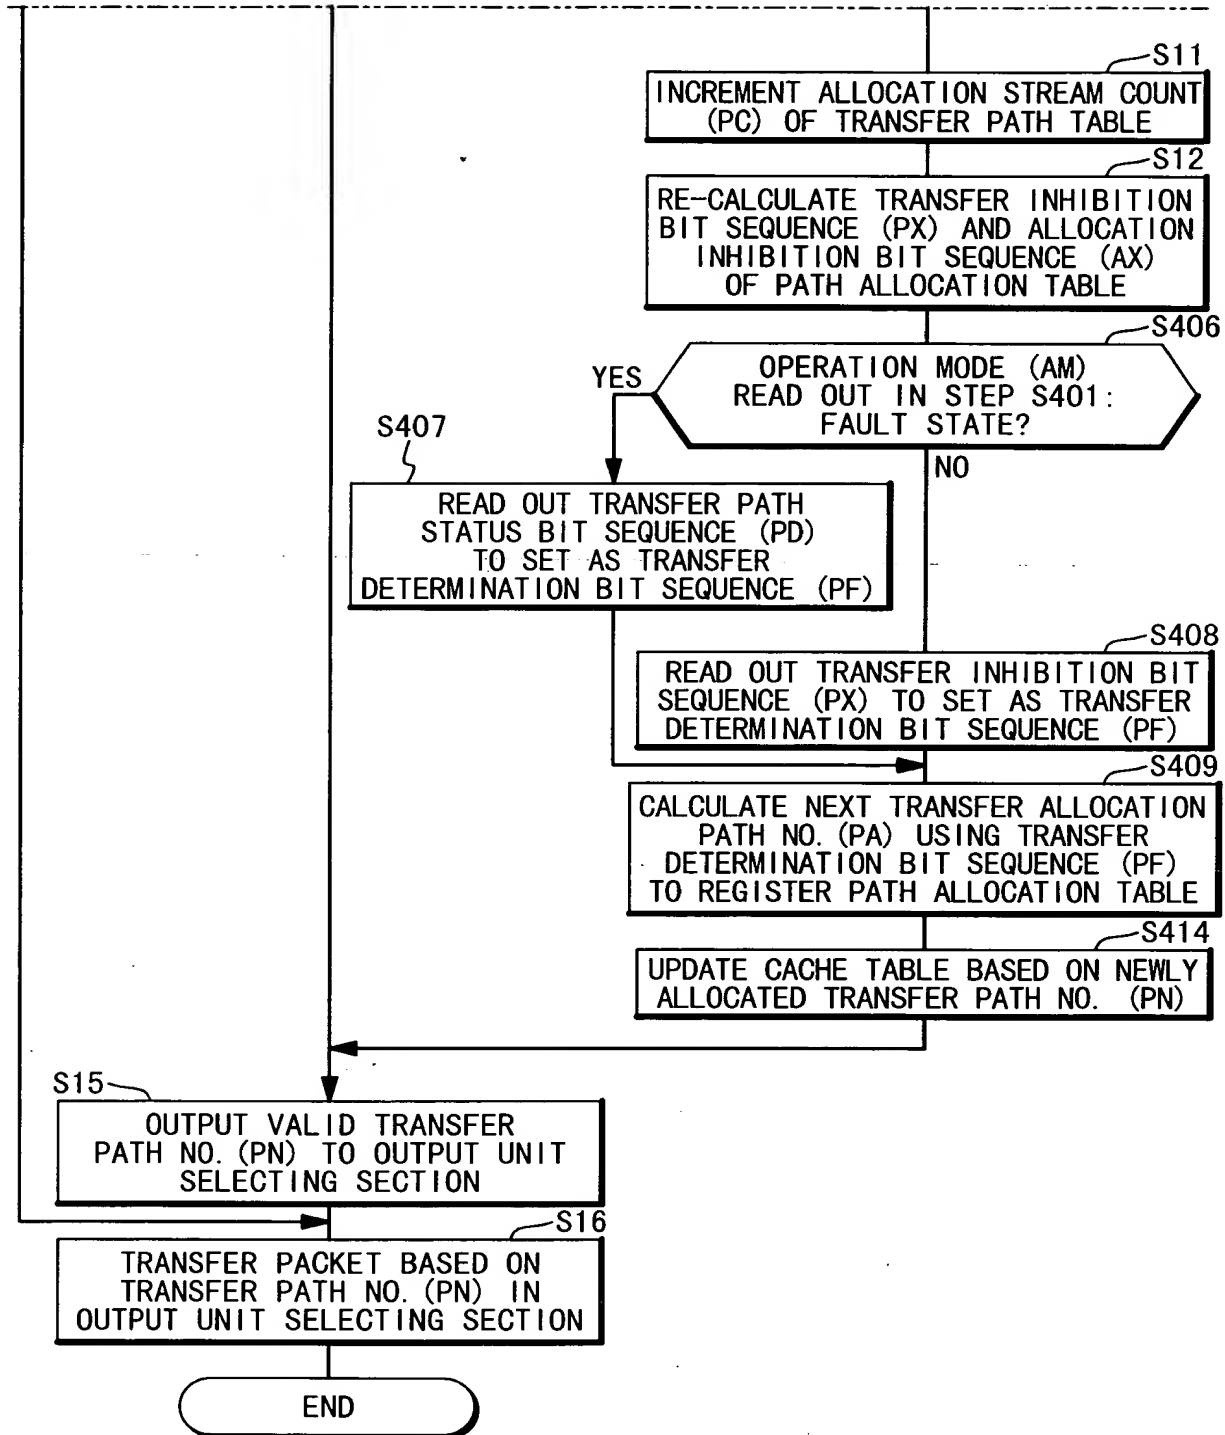 S11
INCREMENT ALLOCATION STREAM COUNT
(PC) OF TRANSFER PATH TABLE
S12
RE-CALCULATE TRANSFER INHIBITION
BIT SEQUENCE (PX) AND ALLOCATION
INHIBITION BIT SEQUENCE (AX)
OF PATH ALLOCATION TABLE
S406
OPERATION MODE (AM)
READ OUT IN STEP S401:
FAULT STATE?
YES
NO
S407
READ OUT TRANSFER PATH
STATUS BIT SEQUENCE (PD)
TO SET AS TRANSFER
DETERMINATION BIT SEQUENCE (PF)
S408
READ OUT TRANSFER INHIBITION BIT
SEQUENCE (PX) TO SET AS TRANSFER
DETERMINATION BIT SEQUENCE (PF)
S409
CALCULATE NEXT TRANSFER ALLOCATION
PATH NO. (PA) USING TRANSFER
DETERMINATION BIT SEQUENCE (PF)
TO REGISTER PATH ALLOCATION TABLE
S414
UPDATE CACHE TABLE BASED ON NEWLY
ALLOCATED TRANSFER PATH NO. (PN)
S15
OUTPUT VALID TRANSFER
PATH NO. (PN) TO OUTPUT UNIT
SELECTING SECTION
S16
TRANSFER PACKET BASED ON
TRANSFER PATH NO. (PN) IN
OUTPUT UNIT SELECTING SECTION
END